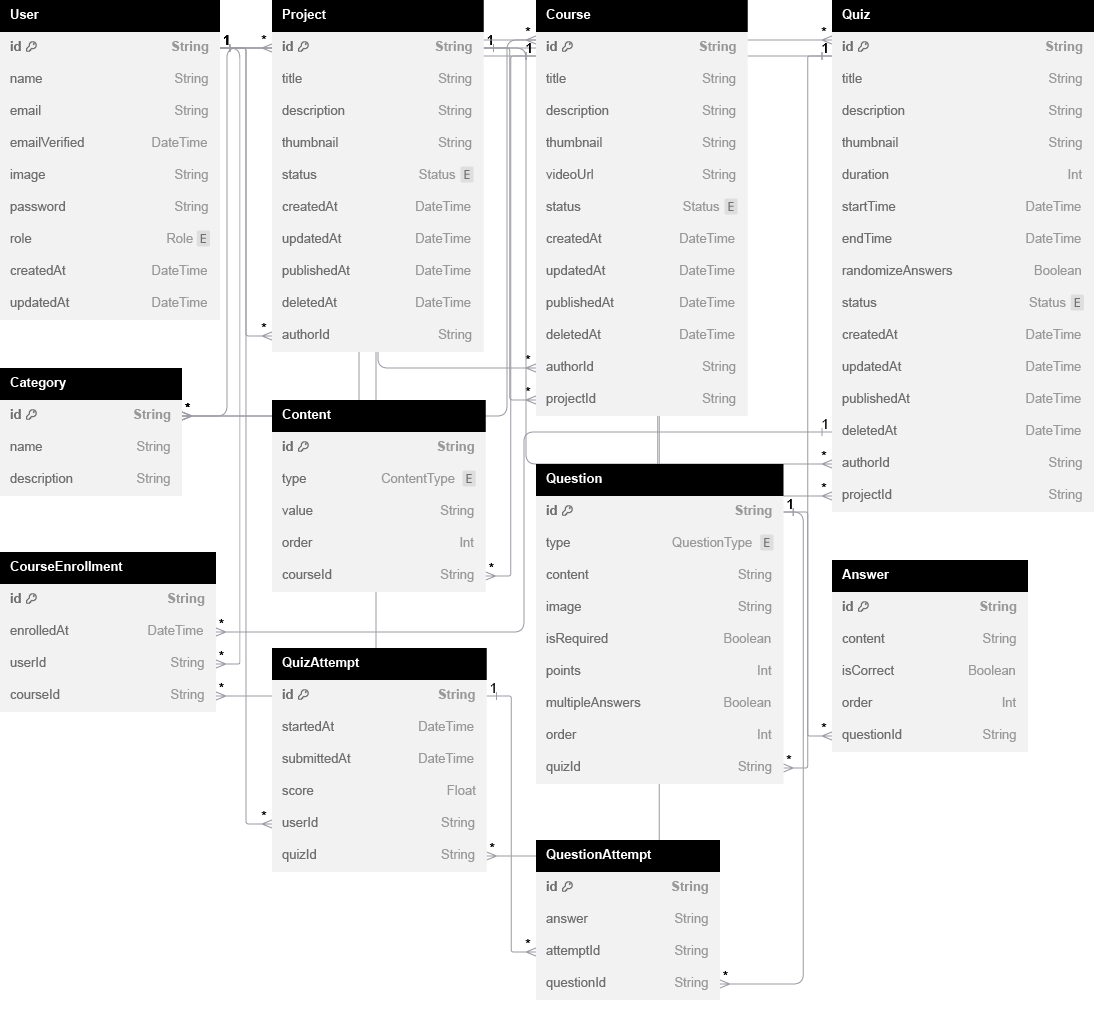 User
id String
name String
email String
emailVerified DateTime
image String
password String
role Role E
createdAt DateTime
updatedAt DateTime
Project
id String
title String
description String
thumbnail String
status Status E
createdAt DateTime
updatedAt DateTime
publishedAt DateTime
deletedAt DateTime
authorId String
Course
id String
title String
description String
thumbnail String
videoUrl String
status Status E
createdAt DateTime
updatedAt DateTime
publishedAt DateTime
deletedAt DateTime
authorId String
projectId String
Quiz
id String
title String
description String
thumbnail String
duration Int
startTime DateTime
endTime DateTime
randomizeAnswers Boolean
status Status E
createdAt DateTime
updatedAt DateTime
publishedAt DateTime
deletedAt DateTime
authorId String
projectId String
Category
id String
name String
description String
Content
id String
type ContentType E
value String
order Int
courseId String
Question
id String
type QuestionType E
content String
image String
isRequired Boolean
points Int
multipleAnswers Boolean
order Int
quizId String
CourseEnrollment
id String
enrolledAt DateTime
userId String
courseId String
Answer
id String
content String
isCorrect Boolean
order Int
questionId String
QuizAttempt
id String
startedAt DateTime
submittedAt DateTime
score Float
userId String
quizId String
QuestionAttempt
id String
answer String
attemptId String
questionId String
1
*
1
*
1
*
1
*
*
*
*
1
*
*
1
*
*
*
*
1
*
*
*
*
*
*